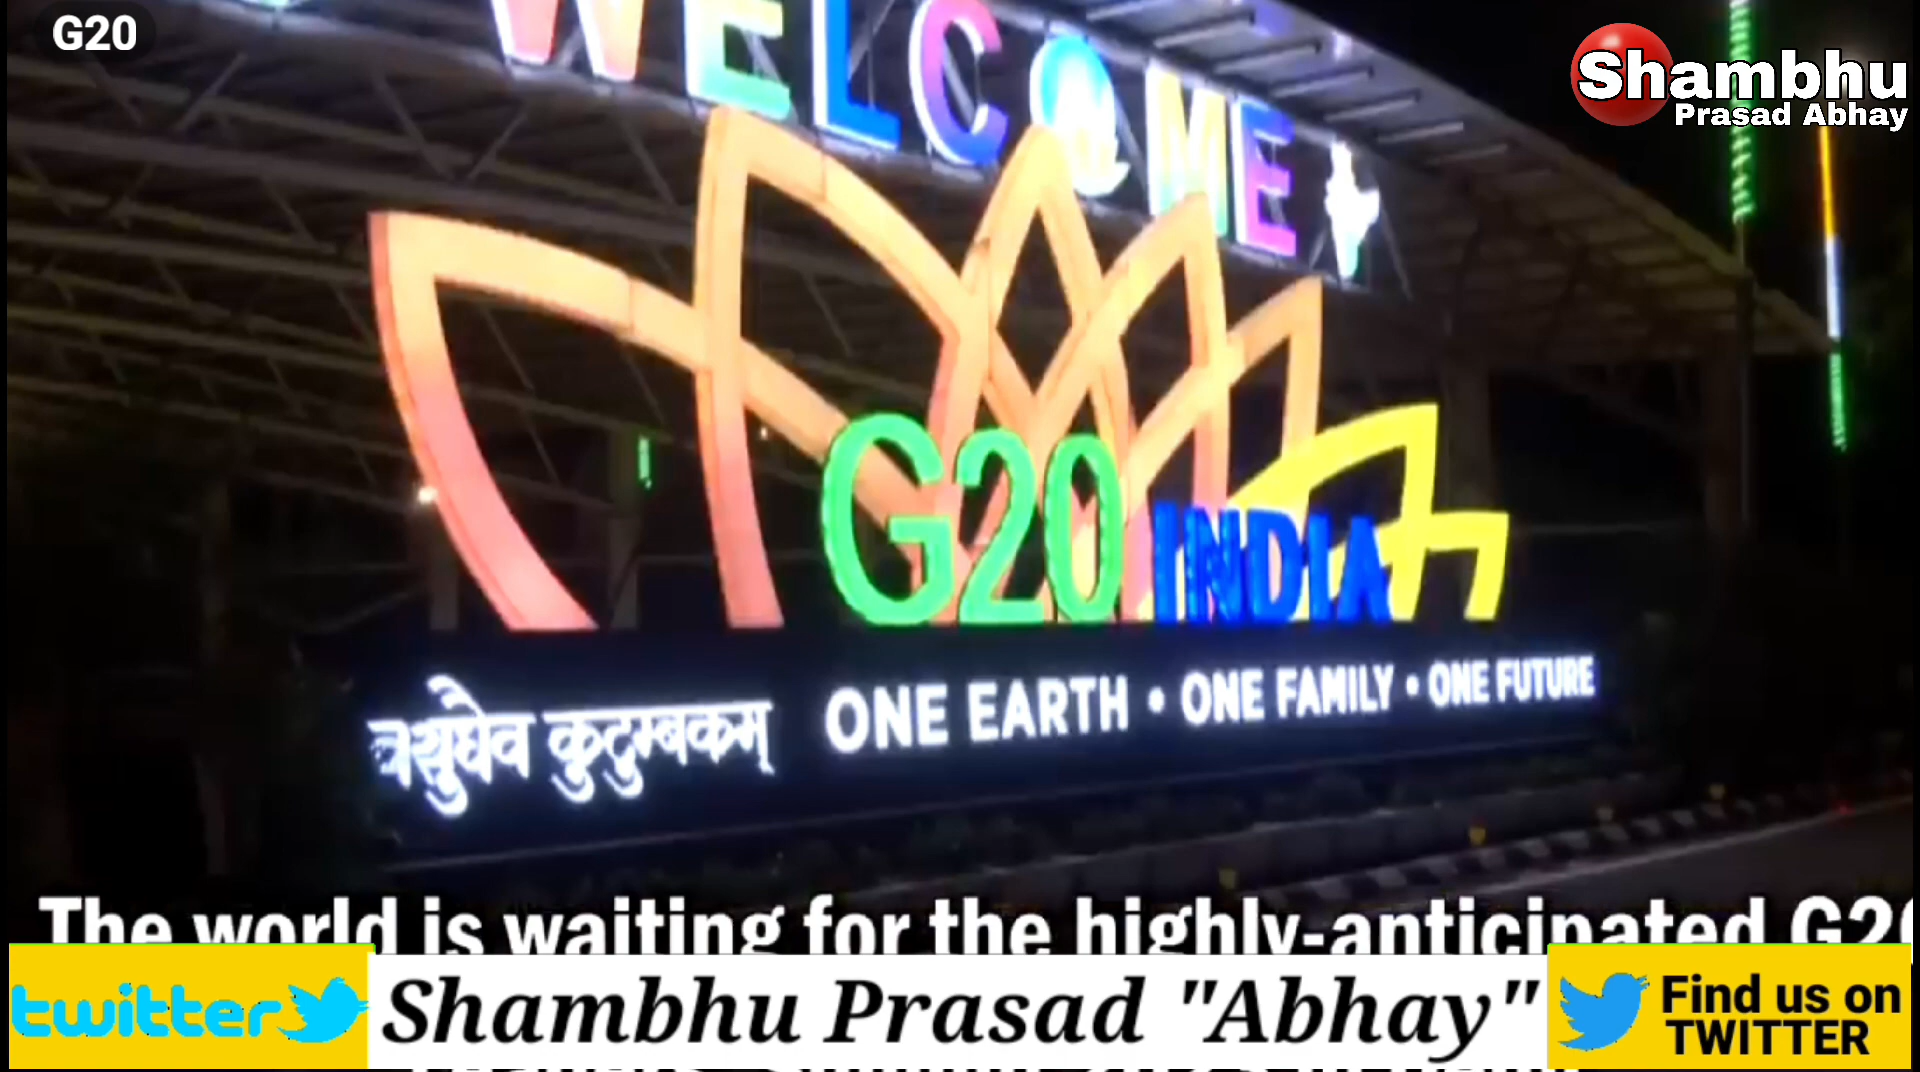 G20
WELCOME
Shambhu
Prasad Abhay
G20 INDIA
वसुधैव कुटुम्बकम् ONE EARTH • ONE FAMILY • ONE FUTURE
The world is waiting for the highly-anticipated G20
twitter
Shambhu Prasad "Abhay"
Find us on
TWITTER